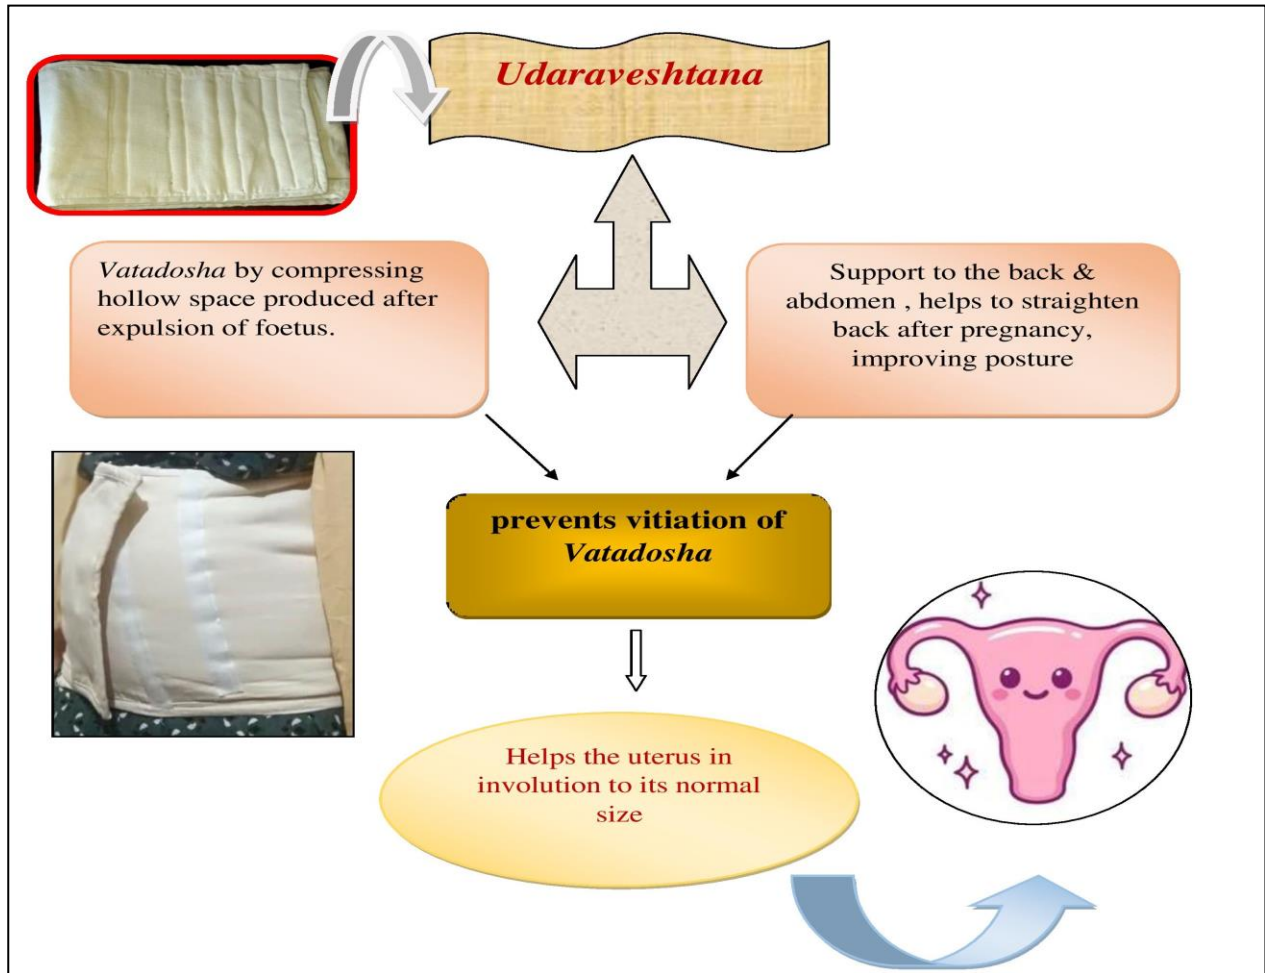 Udaraveshtana
Vatadosha by compressing
hollow space produced after
expulsion of foetus.
Support to the back &
abdomen , helps to straighten
back after pregnancy,
improving posture
prevents vitiation of
Vatadosha
Helps the uterus in
involution to its normal
size